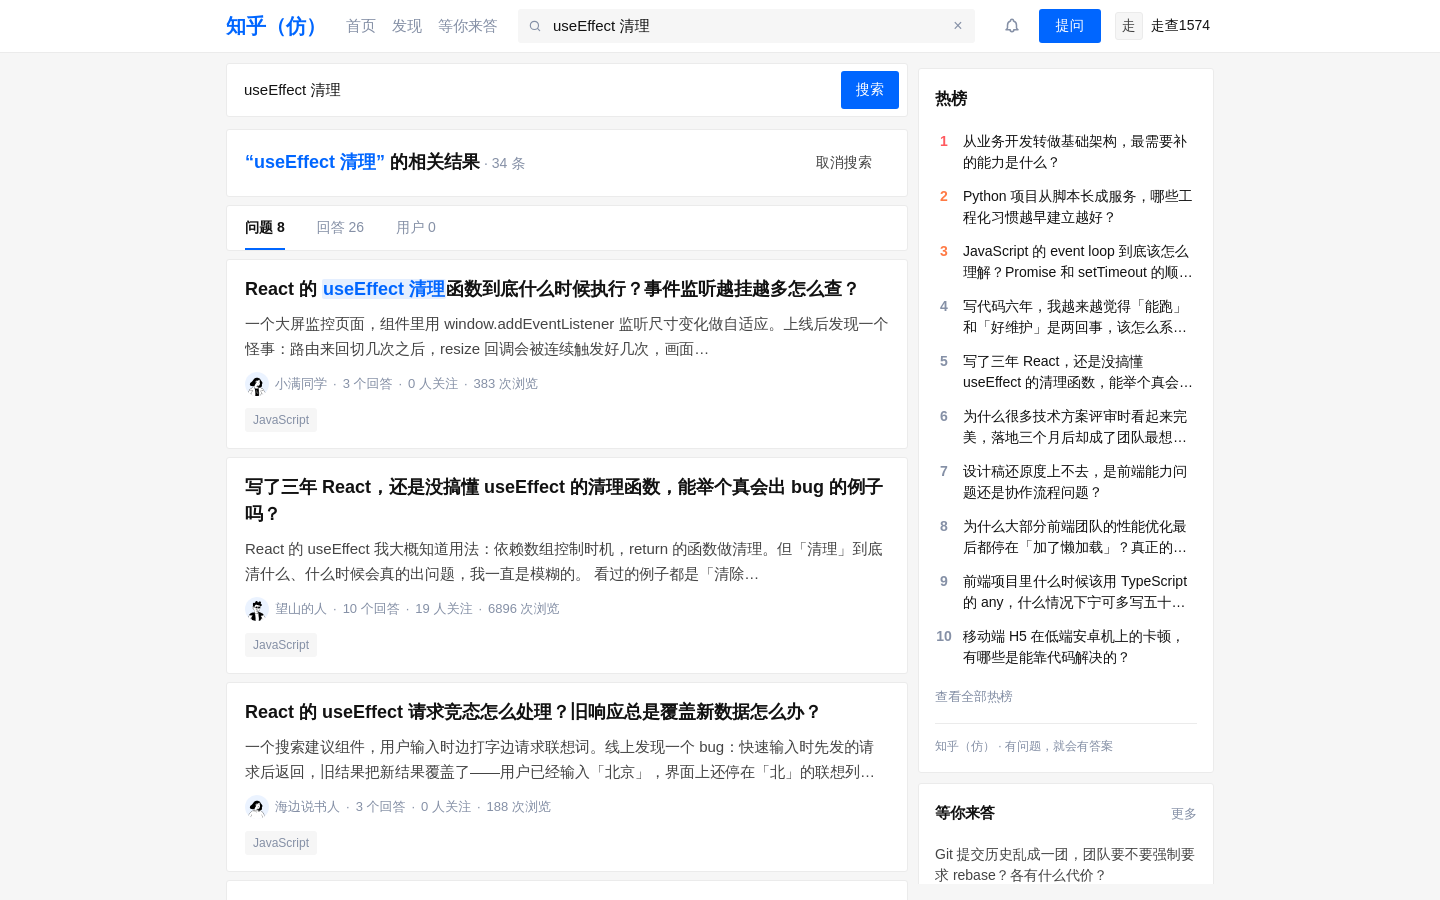 知乎（仿）
首页 发现 等你来答
useEffect 清理 ×
提问
走 走查1574
useEffect 清理
搜索
“useEffect 清理” 的相关结果 · 34 条
取消搜索
问题 8 回答 26 用户 0
React 的 useEffect 清理函数到底什么时候执行？事件监听越挂越多怎么查？
一个大屏监控页面，组件里用 window.addEventListener 监听尺寸变化做自适应。上线后发现一个
怪事：路由来回切几次之后，resize 回调会被连续触发好几次，画面…
小满同学 · 3 个回答 · 0 人关注 · 383 次浏览
JavaScript
写了三年 React，还是没搞懂 useEffect 的清理函数，能举个真会出 bug 的例子
吗？
React 的 useEffect 我大概知道用法：依赖数组控制时机，return 的函数做清理。但「清理」到底
清什么、什么时候会真的出问题，我一直是模糊的。 看过的例子都是「清除…
望山的人 · 10 个回答 · 19 人关注 · 6896 次浏览
JavaScript
React 的 useEffect 请求竞态怎么处理？旧响应总是覆盖新数据怎么办？
一个搜索建议组件，用户输入时边打字边请求联想词。线上发现一个 bug：快速输入时先发的请
求后返回，旧结果把新结果覆盖了——用户已经输入「北京」，界面上还停在「北」的联想列…
海边说书人 · 3 个回答 · 0 人关注 · 188 次浏览
JavaScript
热榜
1 从业务开发转做基础架构，最需要补
的能力是什么？
2 Python 项目从脚本长成服务，哪些工
程化习惯越早建立越好？
3 JavaScript 的 event loop 到底该怎么
理解？Promise 和 setTimeout 的顺…
4 写代码六年，我越来越觉得「能跑」
和「好维护」是两回事，该怎么系…
5 写了三年 React，还是没搞懂
useEffect 的清理函数，能举个真会…
6 为什么很多技术方案评审时看起来完
美，落地三个月后却成了团队最想…
7 设计稿还原度上不去，是前端能力问
题还是协作流程问题？
8 为什么大部分前端团队的性能优化最
后都停在「加了懒加载」？真正的…
9 前端项目里什么时候该用 TypeScript
的 any，什么情况下宁可多写五十…
10 移动端 H5 在低端安卓机上的卡顿，
有哪些是能靠代码解决的？
查看全部热榜
知乎（仿） · 有问题，就会有答案
等你来答 更多
Git 提交历史乱成一团，团队要不要强制要
求 rebase？各有什么代价？